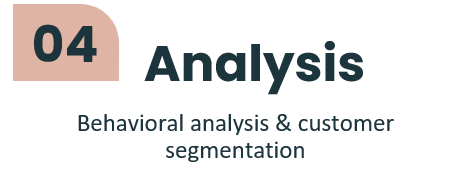 04
Analysis
Behavioral analysis & customer
segmentation